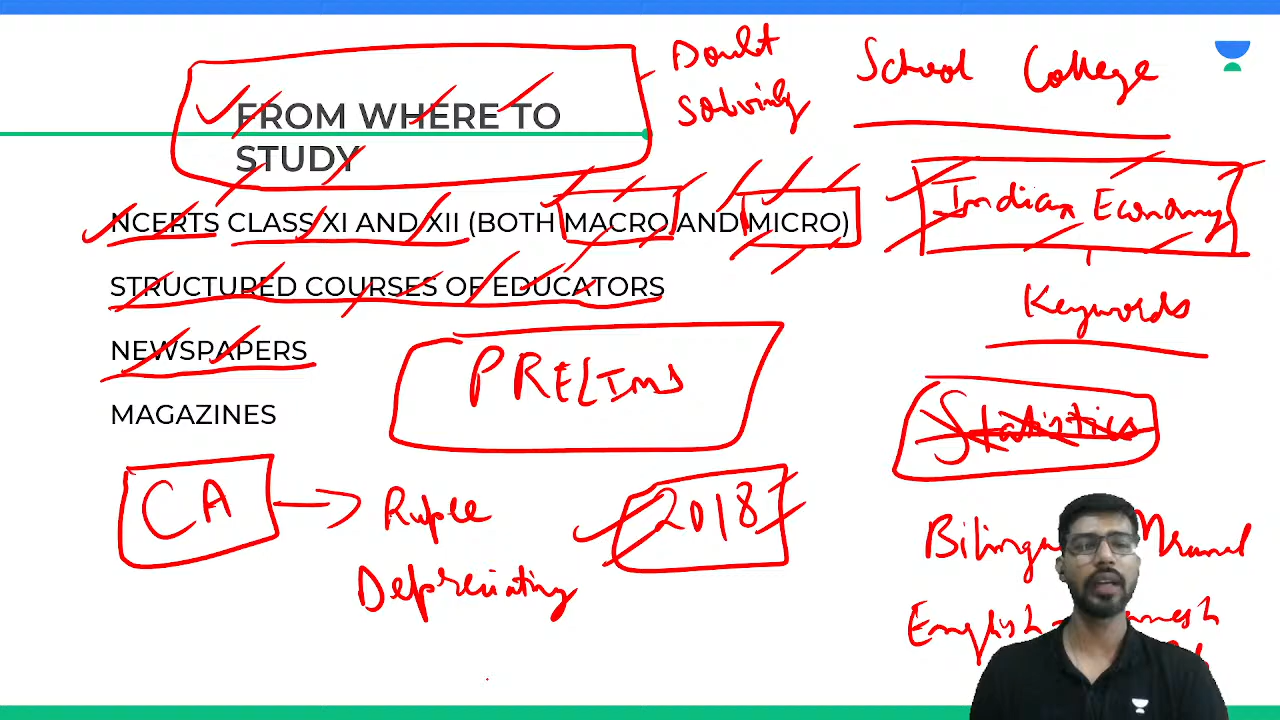 FROM WHERE TO
STUDY
Doubt
Solving
School College
NCERTS CLASS XI AND XII (BOTH MACRO AND MICRO)
Indian Economy
STRUCTURED COURSES OF EDUCATORS
Keywords
NEWSPAPERS
PRELIMS
MAGAZINES
Statistics
CA → Rupee
Depreciating
2018
English